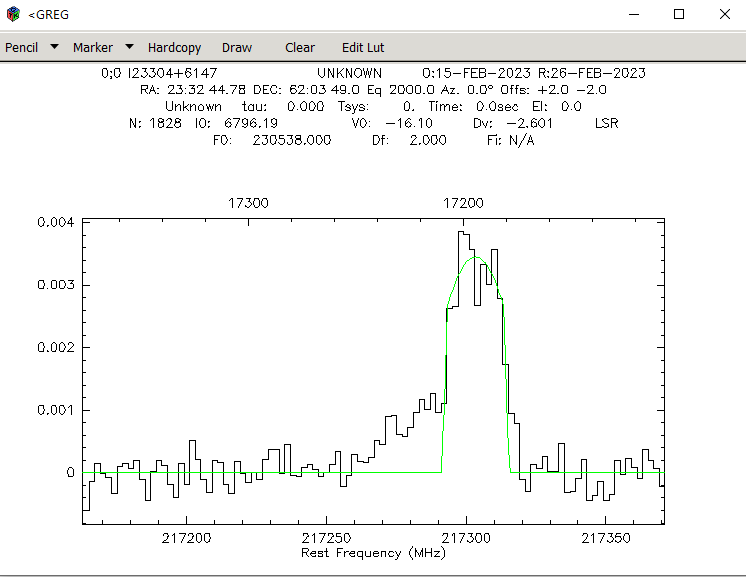 <GREG
Pencil Marker Hardcopy Draw Clear Edit Lut
0;0 I23304+6147 UNKNOWN O:15-FEB-2023 R:26-FEB-2023
RA: 23:32 44.78 DEC: 62:03 49.0 Eq 2000.0 Az. 0.0° Offs: +2.0 -2.0
Unknown tau: 0.000 Tsys: 0. Time: 0.0sec El: 0.0
N: 1828 I0: 6796.19 V0: -16.10 Dv: -2.601 LSR
F0: 230538.000 Df: 2.000 Fi: N/A
17300 17200
0.004
0.003
0.002
0.001
0
217200 217250 217300 217350
Rest Frequency (MHz)